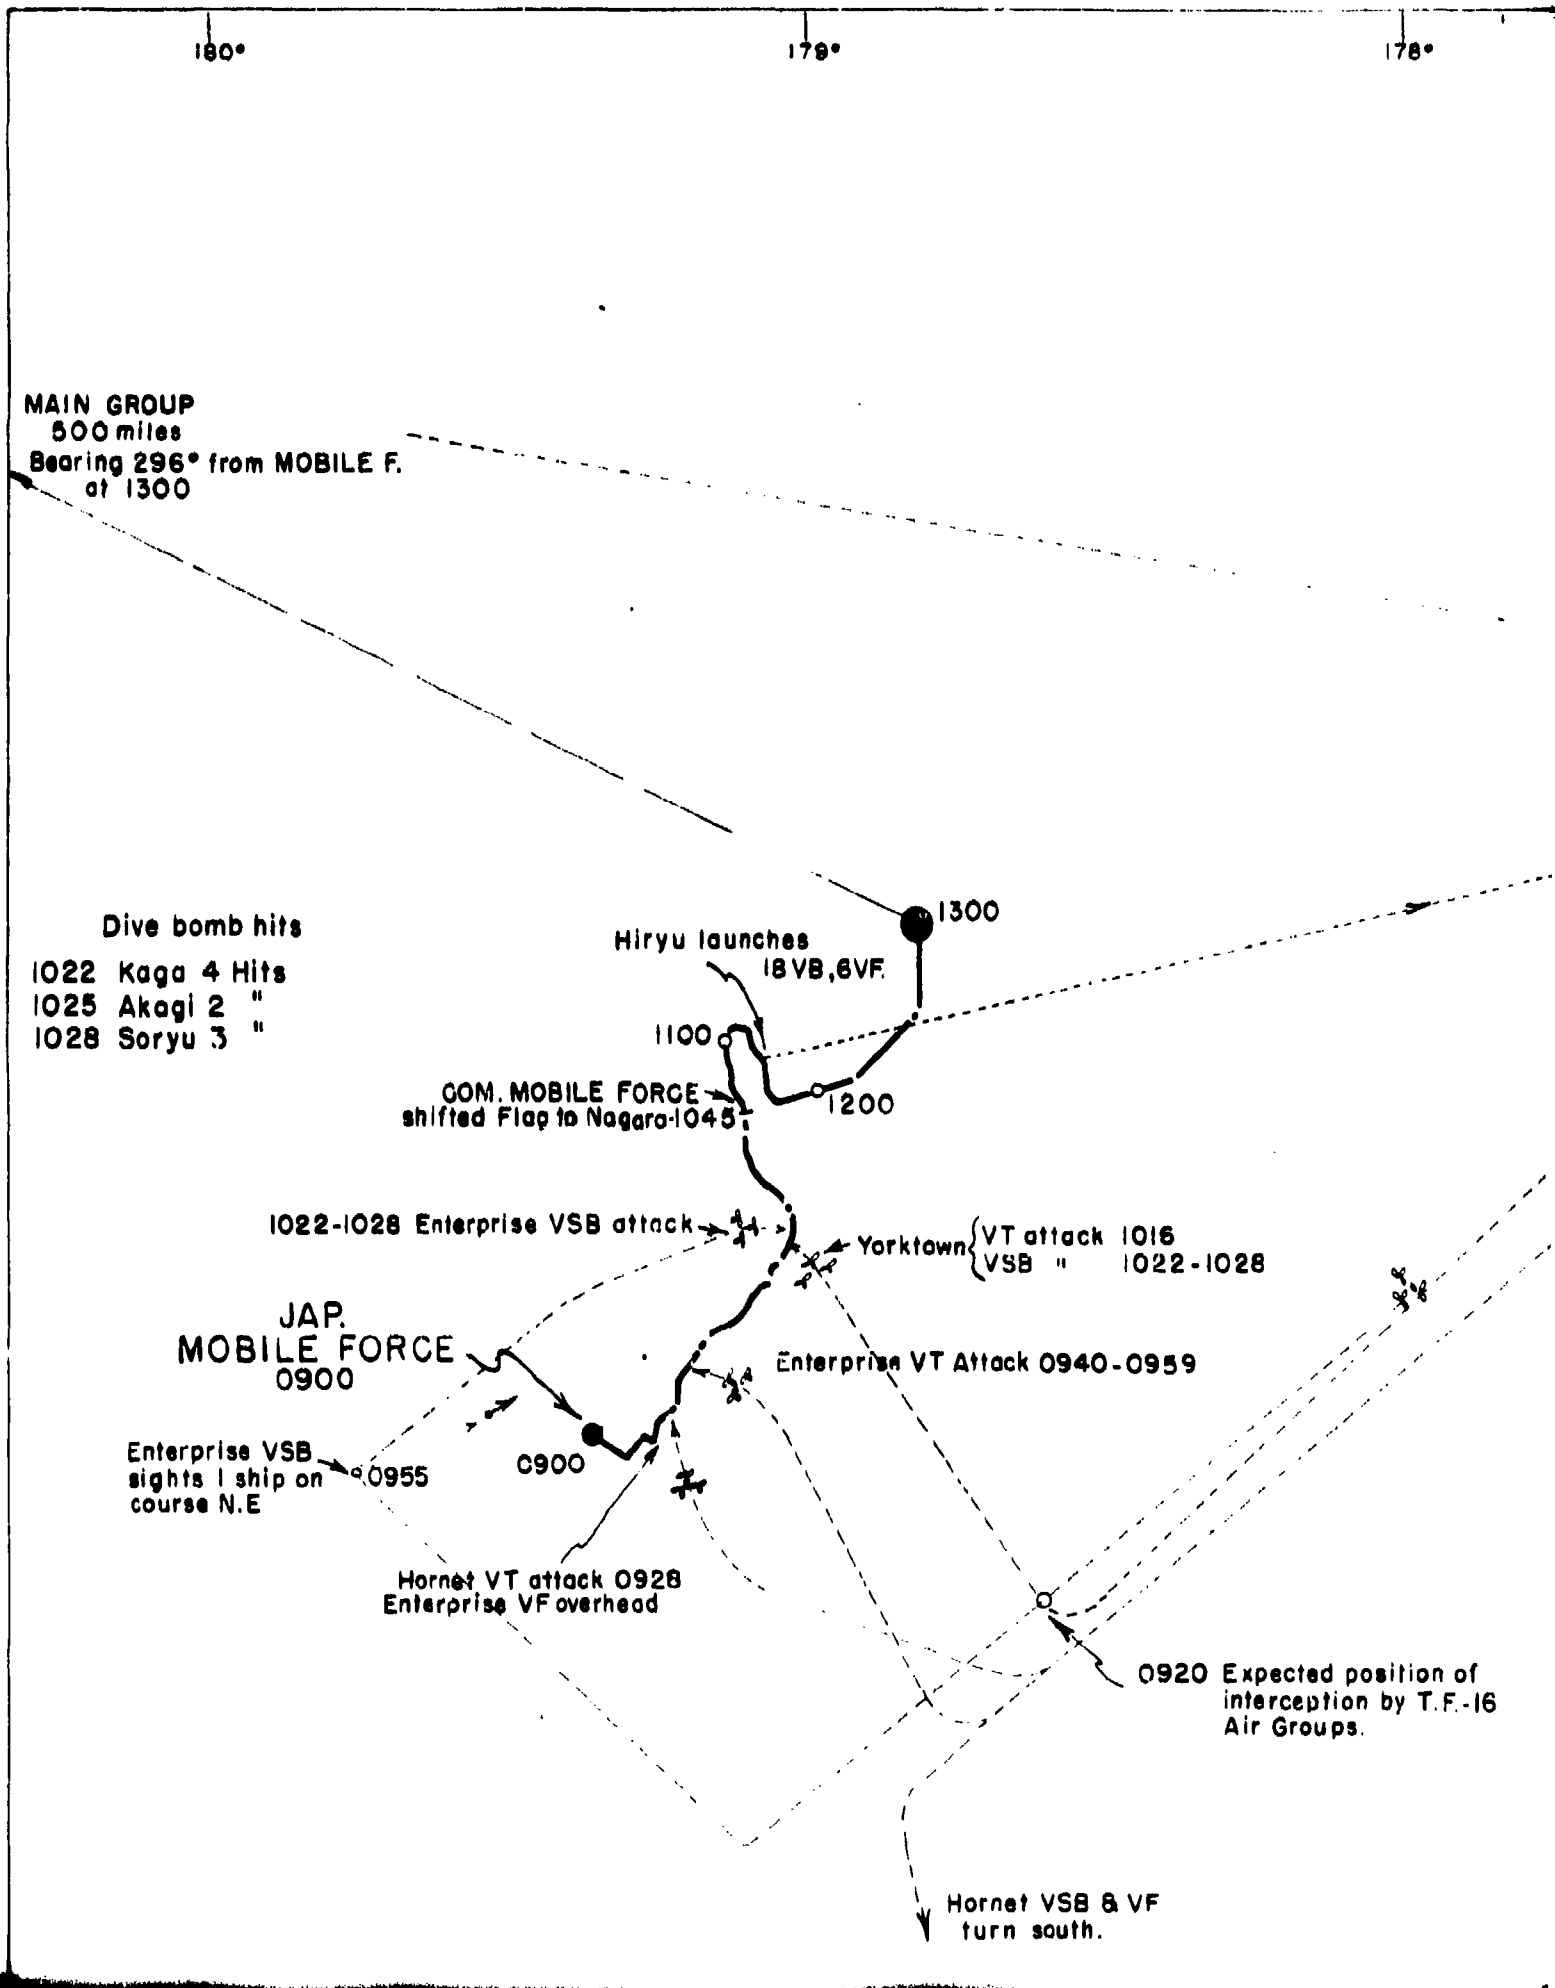 180°
179°
178°
MAIN GROUP
500 miles
Bearing 296° from MOBILE F.
at 1300
Dive bomb hits
1022 Kaga 4 Hits
1025 Akagi 2 "
1028 Soryu 3 "
1300
Hiryu launches
18 VB, 6 VF.
1100
COM. MOBILE FORCE
shifted Flag to Nagara-1045
1200
1022-1028 Enterprise VSB attack
Yorktown { VT attack 1016
VSB " 1022-1028
JAP.
MOBILE FORCE
0900
Enterprise VT Attack 0940-0959
Enterprise VSB
sights 1 ship on
course N.E
0955
0900
Hornet VT attack 0928
Enterprise VF overhead
0920 Expected position of
interception by T.F.-16
Air Groups.
Hornet VSB & VF
turn south.